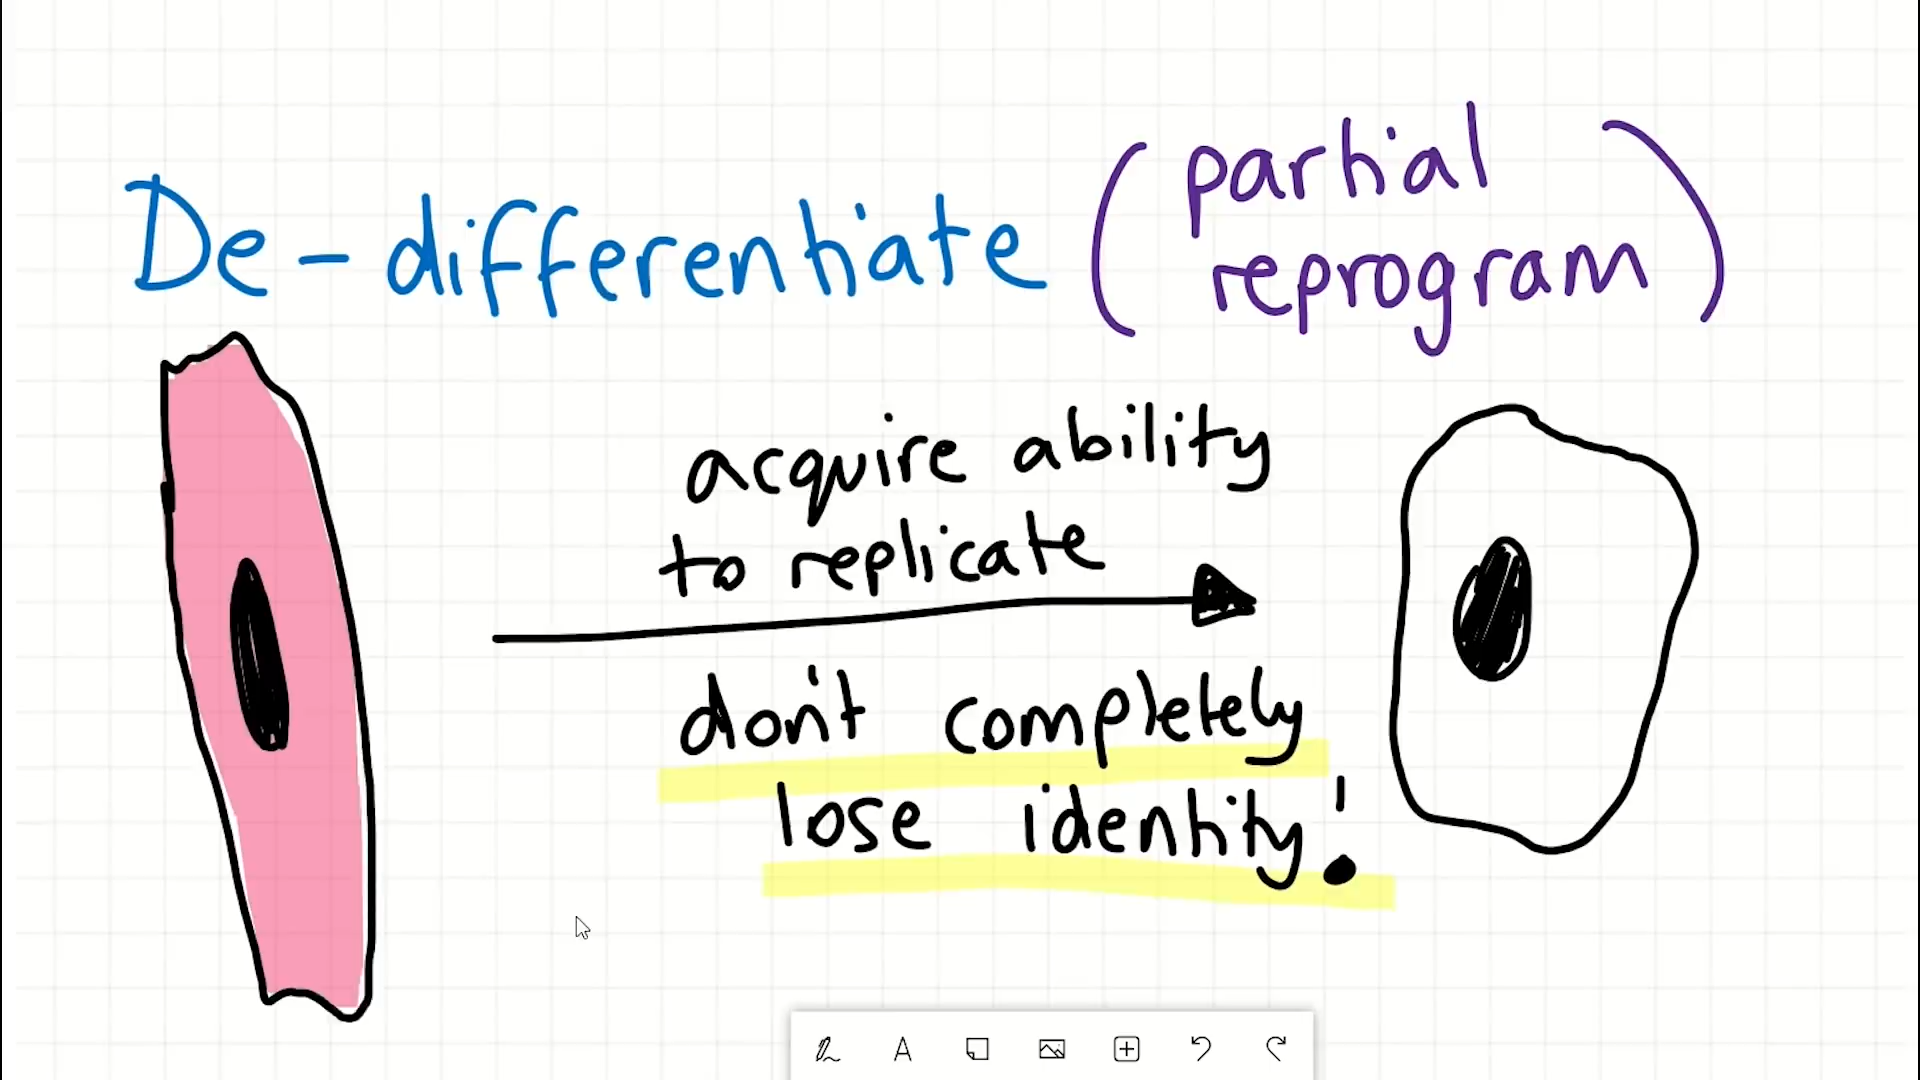 De-differentiate (partial
reprogram)
acquire ability
to replicate
don't completely
lose identity!
A